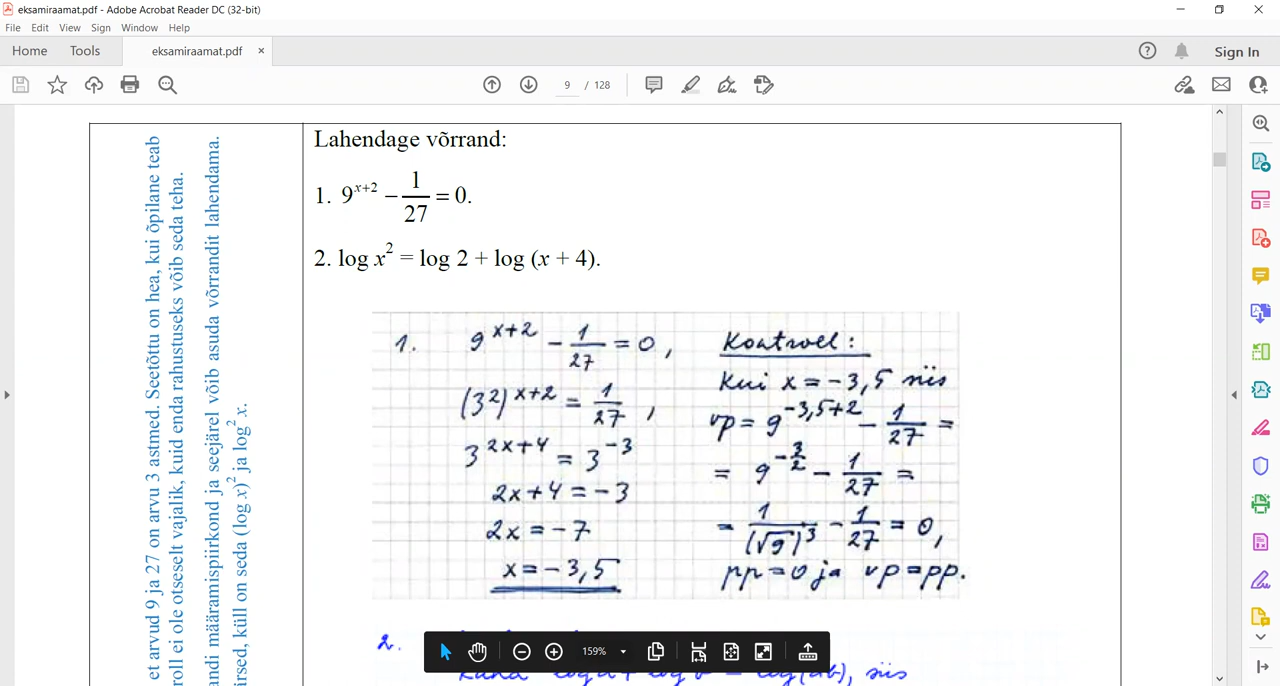 eksamiraamat.pdf - Adobe Acrobat Reader DC (32-bit)
File Edit View Sign Window Help
Home Tools eksamiraamat.pdf × Sign In
9 / 128
et arvud 9 ja 27 on arvu 3 astmed. Seetõttu on hea, kui õpilane teab
roll ei ole otseselt vajalik, kuid enda rahustuseks võib seda teha.
andi määramispiirkond ja seejärel võib asuda võrrandit lahendama.
ärsed, küll on seda (log x)² ja log² x.
Lahendage võrrand:
1. 9^{x+2} − 1/27 = 0.
2. log x² = log 2 + log (x + 4).
1. 9^{x+2} − 1/27 = 0,
(3²)^{x+2} = 1/27,
3^{2x+4} = 3^{−3}
2x+4 = −3
2x = −7
x = −3,5
Kontroll:
Kui x = −3,5 siis
vp = 9^{−3,5+2} − 1/27 =
= 9^{−3/2} − 1/27 =
= 1/(√9)³ − 1/27 = 0,
pp = 0 ja vp = pp.
2.
159%
siis